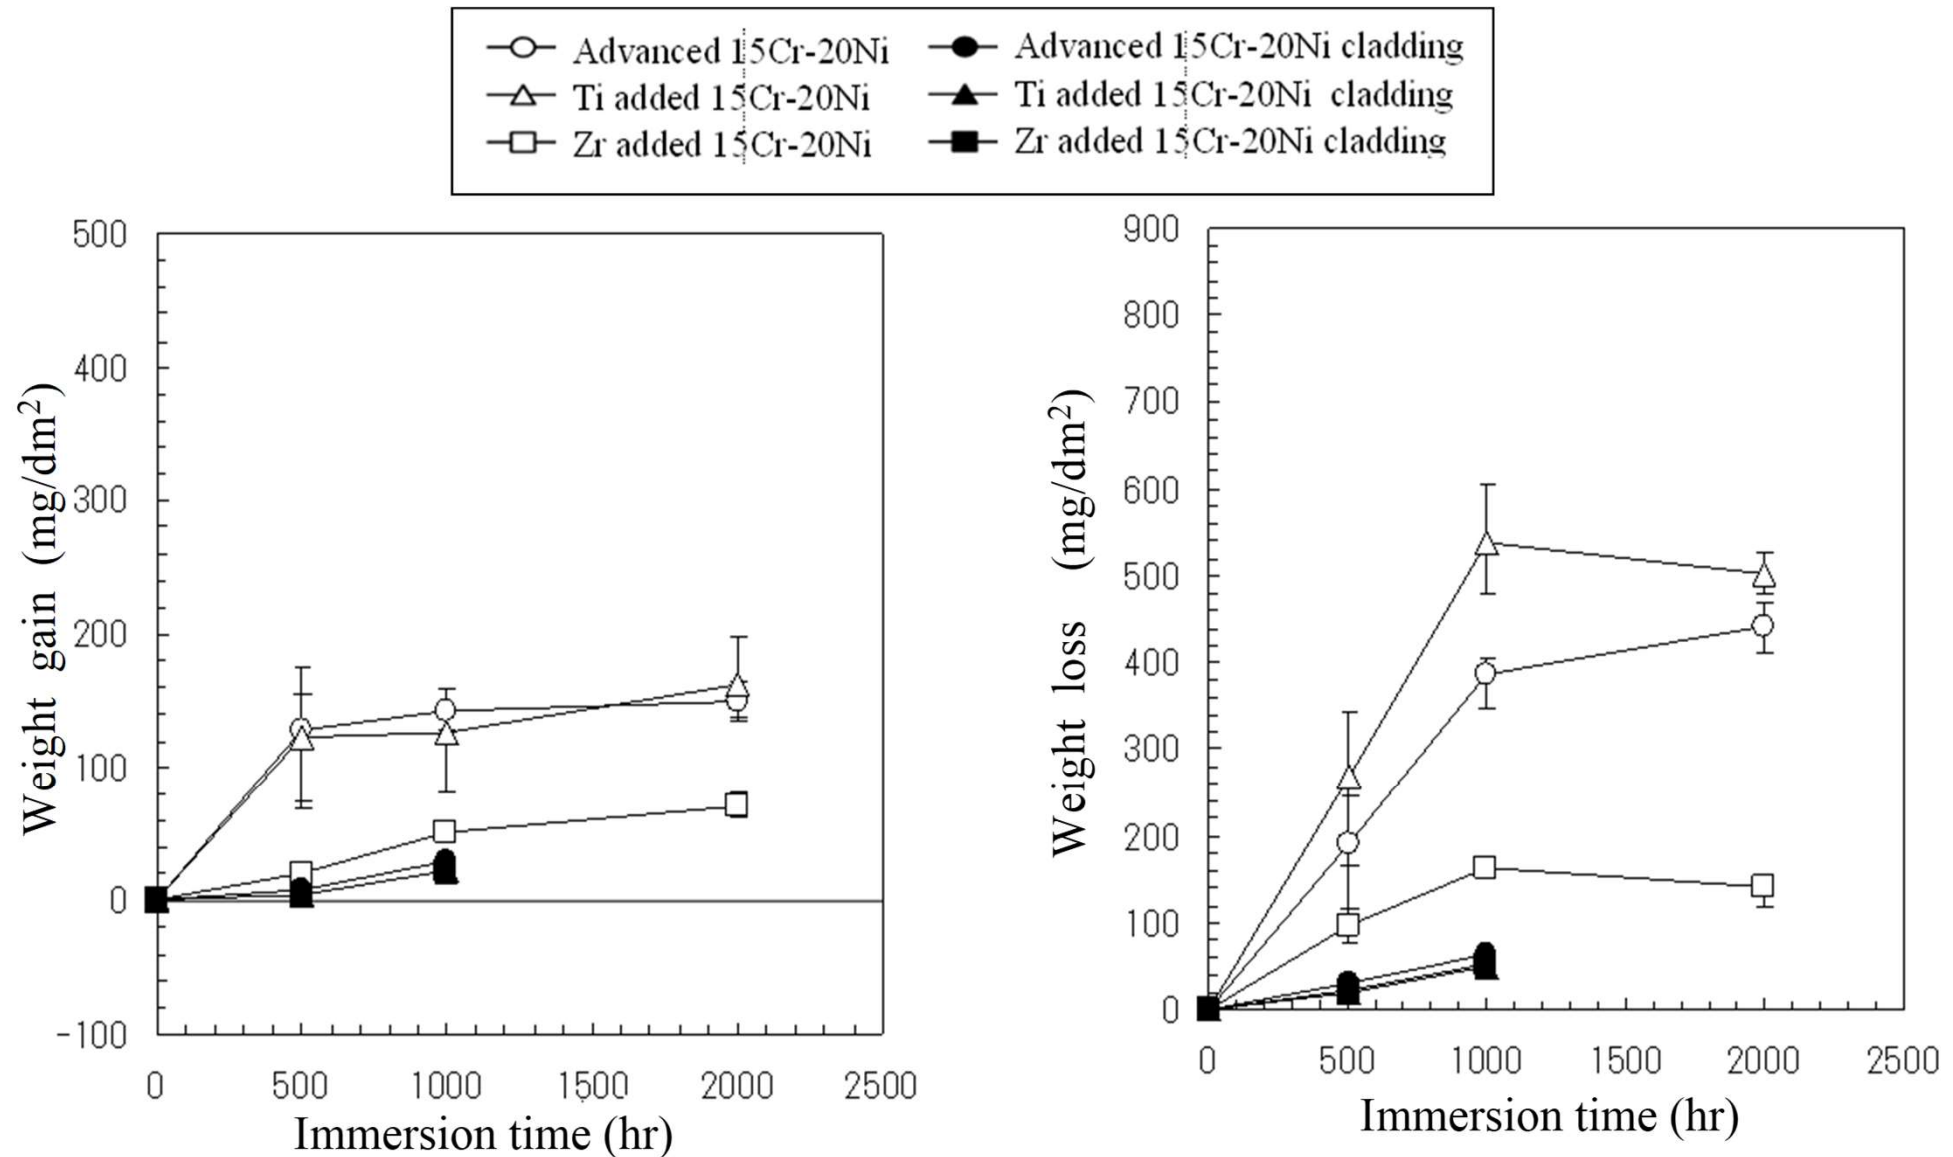 Advanced 15Cr-20Ni
Advanced 15Cr-20Ni cladding
Ti added 15Cr-20Ni
Ti added 15Cr-20Ni cladding
Zr added 15Cr-20Ni
Zr added 15Cr-20Ni cladding
Weight gain (mg/dm²)
500
400
300
200
100
0
-100
0 500 1000 1500 2000 2500
Immersion time (hr)
Weight loss (mg/dm²)
900
800
700
600
500
400
300
200
100
0
0 500 1000 1500 2000 2500
Immersion time (hr)